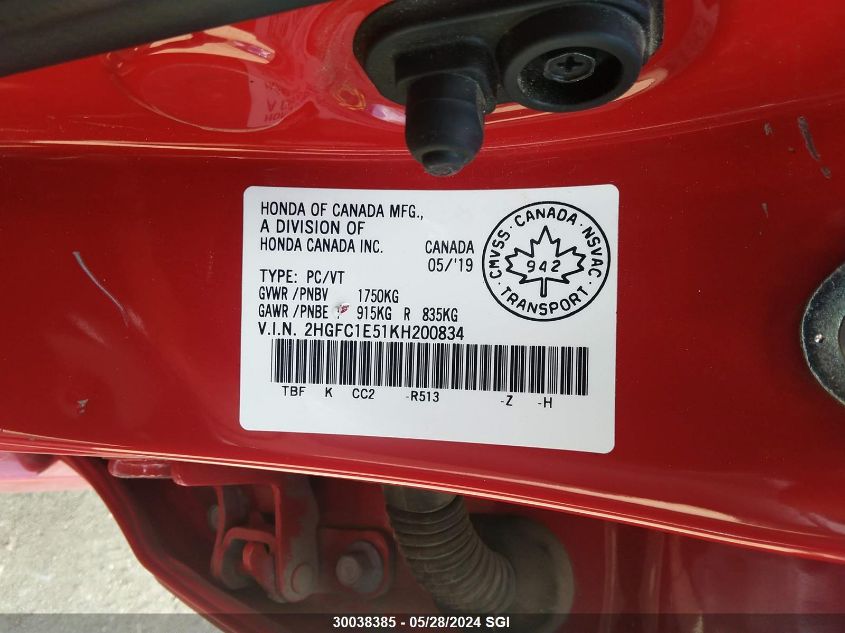 HONDA OF CANADA MFG.,
A DIVISION OF
HONDA CANADA INC. CANADA
05/'19
TYPE: PC/VT
GVWR /PNBV 1750KG
GAWR /PNBE F 915KG R 835KG
V.I.N. 2HGFC1E51KH200834
TBF K CC2 -R513 -Z -H
CMVSS · CANADA · NSVAC
942
TRANSPORT
30038385 - 05/28/2024 SGI